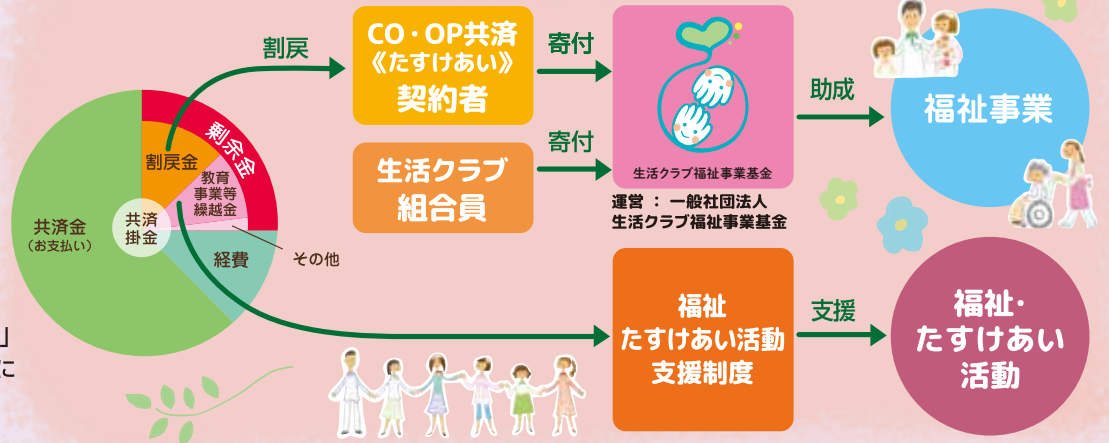 剰余金
割戻金
教育
事業等
繰越金
共済金
(お支払い)
共済
掛金
その他
経費
割戻
CO・OP共済
《たすけあい》
契約者
寄付
生活クラブ
組合員
寄付
生活クラブ福祉事業基金
運営 : 一般社団法人
生活クラブ福祉事業基金
助成
福祉事業
福祉
たすけあい活動
支援制度
支援
福祉・
たすけあい
活動
」
に